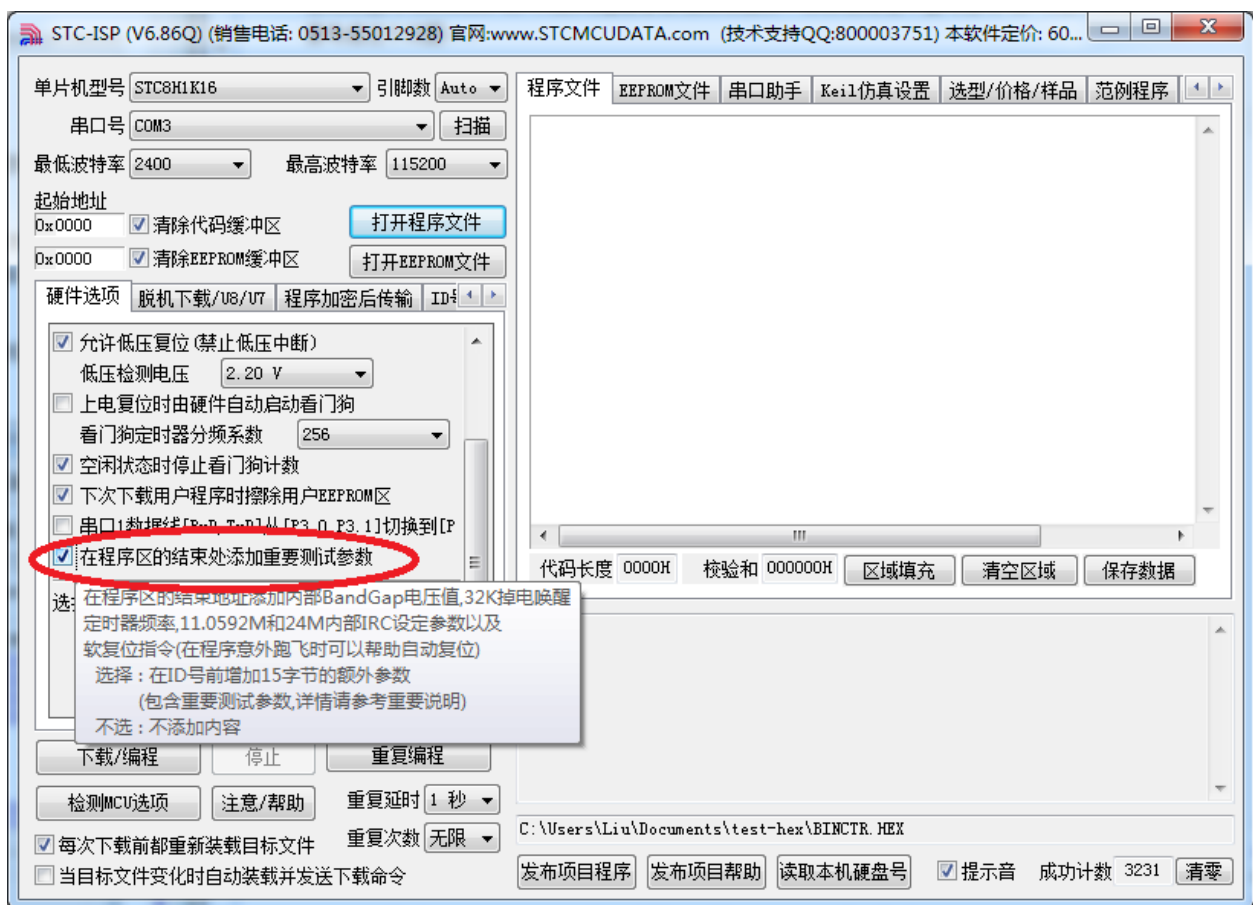 STC-ISP (V6.86Q) (销售电话: 0513-55012928) 官网:www.STCMCUDATA.com (技术支持QQ:800003751) 本软件定价: 60...
单片机型号 STC8H1K16 引脚数 Auto
串口号 COM3 扫描
最低波特率 2400 最高波特率 115200
起始地址
0x0000 清除代码缓冲区 打开程序文件
0x0000 清除EEPROM缓冲区 打开EEPROM文件
硬件选项 脱机下载/U8/U7 程序加密后传输
允许低压复位(禁止低压中断)
低压检测电压 2.20 V
上电复位时由硬件自动启动看门狗
看门狗定时器分频系数 256
空闲状态时停止看门狗计数
下次下载用户程序时擦除用户EEPROM区
串口1数据线[RxD,TxD]从[P3.0,P3.1]切换到[P
在程序区的结束处添加重要测试参数
在程序区的结束地址添加内部BandGap电压值,32K掉电唤醒
定时器频率,11.0592M和24M内部IRC设定参数以及
软复位指令(在程序意外跑飞时可以帮助自动复位)
选择 : 在ID号前增加15字节的额外参数
(包含重要测试参数,详情请参考重要说明)
不选 : 不添加内容
下载/编程 停止 重复编程
检测MCU选项 注意/帮助 重复延时 1 秒
每次下载前都重新装载目标文件 重复次数 无限
当目标文件变化时自动装载并发送下载命令
程序文件 EEPROM文件 串口助手 Keil仿真设置 选型/价格/样品 范例程序
代码长度 0000H 校验和 000000H 区域填充 清空区域 保存数据
C:\Users\Liu\Documents\test-hex\BINCTR.HEX
发布项目程序 发布项目帮助 读取本机硬盘号 提示音 成功计数 3231 清零